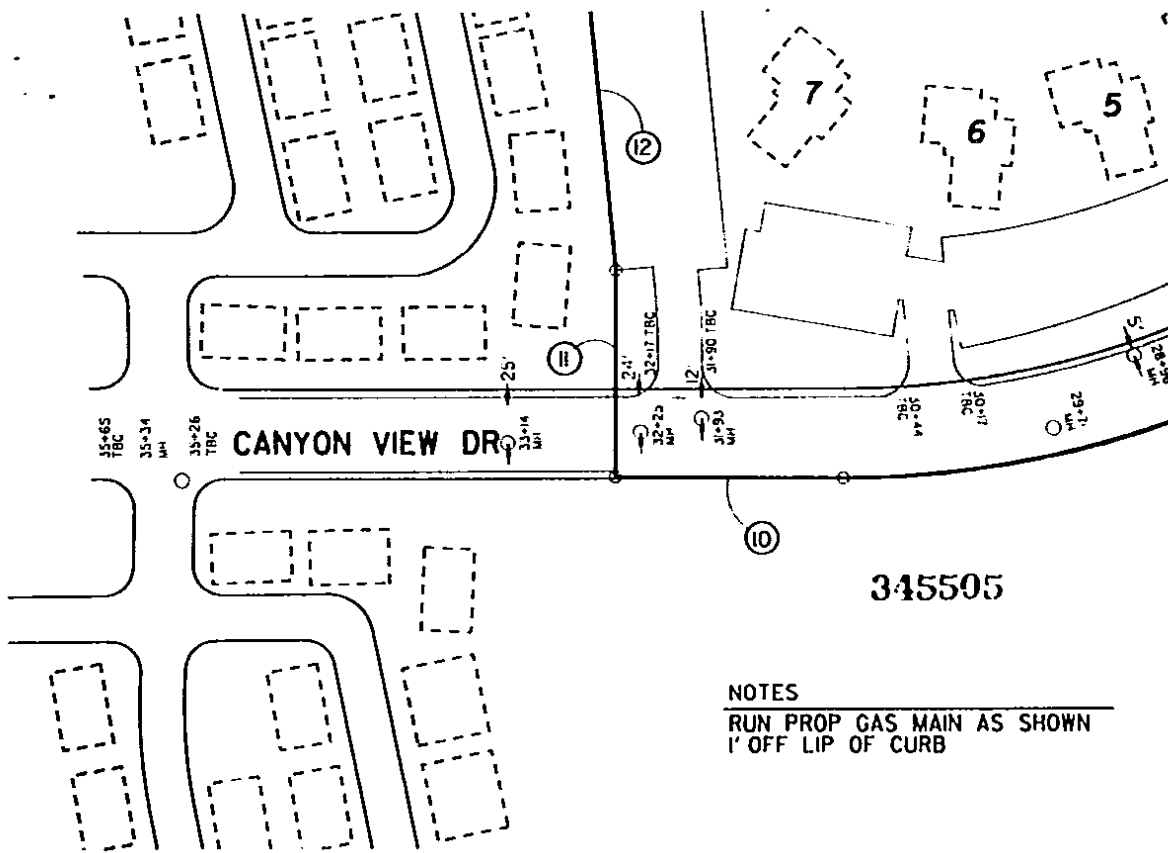 7
6
5
12
11
25'
24'
32+17 TBC
12'
31+90 TBC
5'
35+65
TBC
35+34
MH
35+26
TBC
CANYON VIEW DR
33+14
MH
32+25
MH
31+93
MH
30+44
TBC
30+17
TBC
29+71
MH
MH
10
345505
NOTES
RUN PROP GAS MAIN AS SHOWN
1' OFF LIP OF CURB